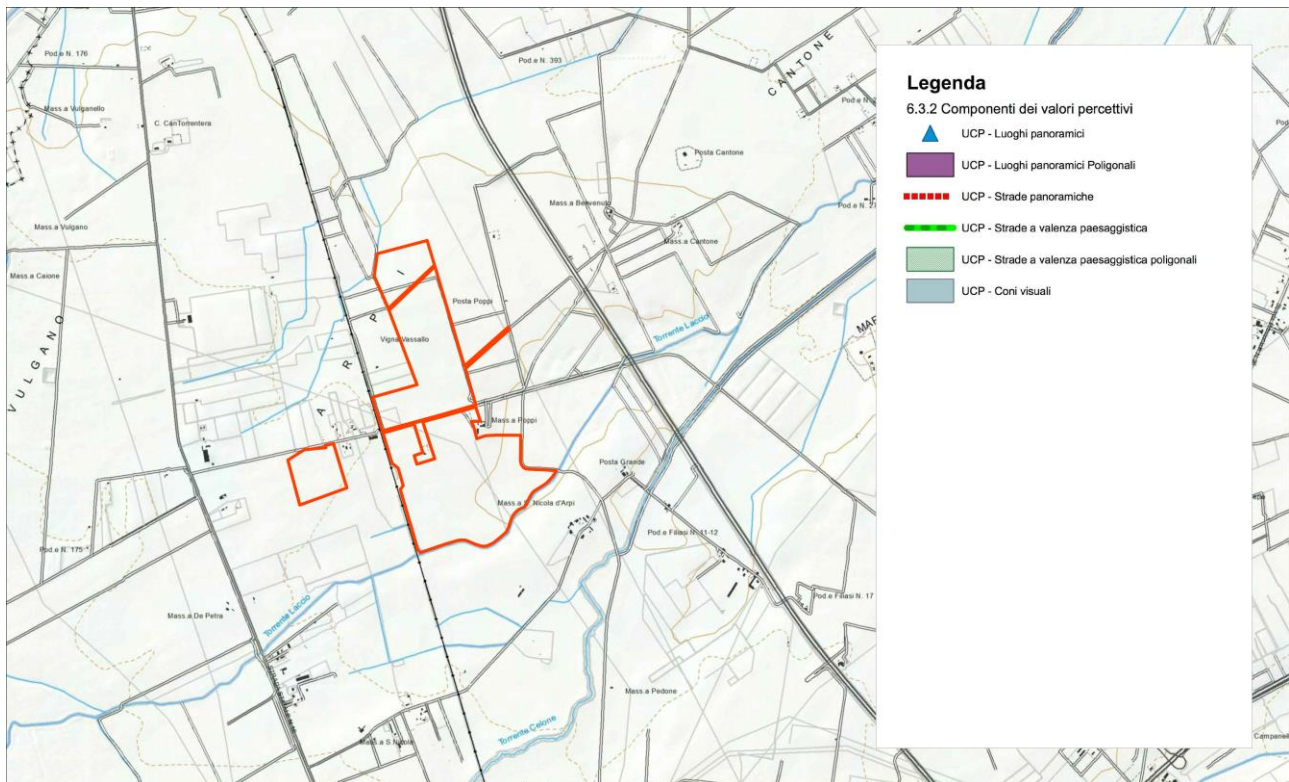 Pod.e N. 176
Mass.a Vulganello
C. CanTorrentera
Mass.a Vulgano
Mass.a Caione
VULGANO
Pod.e N. 175
Mass.a De Petra
Torrente Laccio
Mass.a S.Nicola
Pod.e N. 393
CANTONE
Posta Cantone
Mass.a Benvenuto
Mass.a Cantone
ARPI
Posta Poppi
Vigna Vassallo
Torrente Laccio
Mass.a Poppi
Posta Grande
Mass.a S. Nicola d'Arpi
Pod.e Filiasi N. 11-12
Pod.e Filiasi N. 17
Mass.a Pedone
Torrente Celone
Campanel
Legenda
6.3.2 Componenti dei valori percettivi
UCP - Luoghi panoramici
UCP - Luoghi panoramici Poligonali
UCP - Strade panoramiche
UCP - Strade a valenza paesaggistica
UCP - Strade a valenza paesaggistica poligonali
UCP - Coni visuali